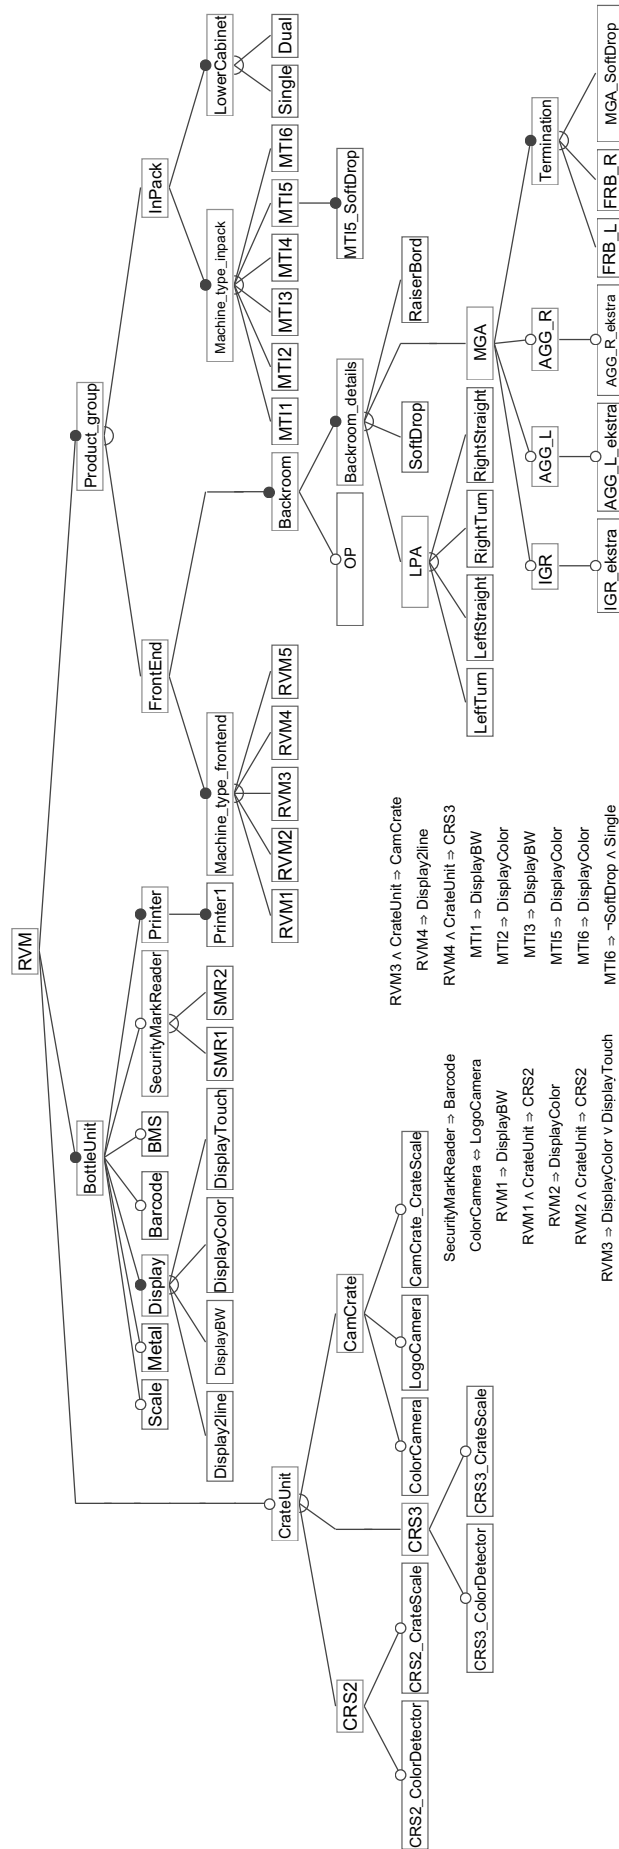 RVM
BottleUnit
Product_group
Scale
Metal
Display
Barcode
BMS
SecurityMarkReader
Printer
FrontEnd
InPack
Display2line
DisplayBW
DisplayColor
DisplayTouch
SMR1
SMR2
Printer1
Machine_type_frontend
Machine_type_inpack
LowerCabinet
CrateUnit
RVM1
RVM2
RVM3
RVM4
RVM5
Backroom
MTI1
MTI2
MTI3
MTI4
MTI5
MTI6
Single
Dual
CRS2
CamCrate
OP
Backroom_details
MTI5_SoftDrop
CRS2_ColorDetector
CRS2_CrateScale
CRS3
ColorCamera
LogoCamera
CamCrate_CrateScale
LPA
SoftDrop
RaiserBord
CRS3_ColorDetector
CRS3_CrateScale
LeftTurn
LeftStraight
RightTurn
RightStraight
MGA
IGR
AGG_L
AGG_R
Termination
IGR_ekstra
AGG_L_ekstra
AGG_R_ekstra
FRB_L
FRB_R
MGA_SoftDrop
SecurityMarkReader ⇒ Barcode
ColorCamera ⇔ LogoCamera
RVM1 ⇒ DisplayBW
RVM1 ∧ CrateUnit ⇒ CRS2
RVM2 ⇒ DisplayColor
RVM2 ∧ CrateUnit ⇒ CRS2
RVM3 ⇒ DisplayColor ∨ DisplayTouch
RVM3 ∧ CrateUnit ⇒ CamCrate
RVM4 ⇒ Display2line
RVM4 ∧ CrateUnit ⇒ CRS3
MTI1 ⇒ DisplayBW
MTI2 ⇒ DisplayColor
MTI3 ⇒ DisplayBW
MTI5 ⇒ DisplayColor
MTI6 ⇒ DisplayColor
MTI6 ⇒ ¬SoftDrop ∧ Single